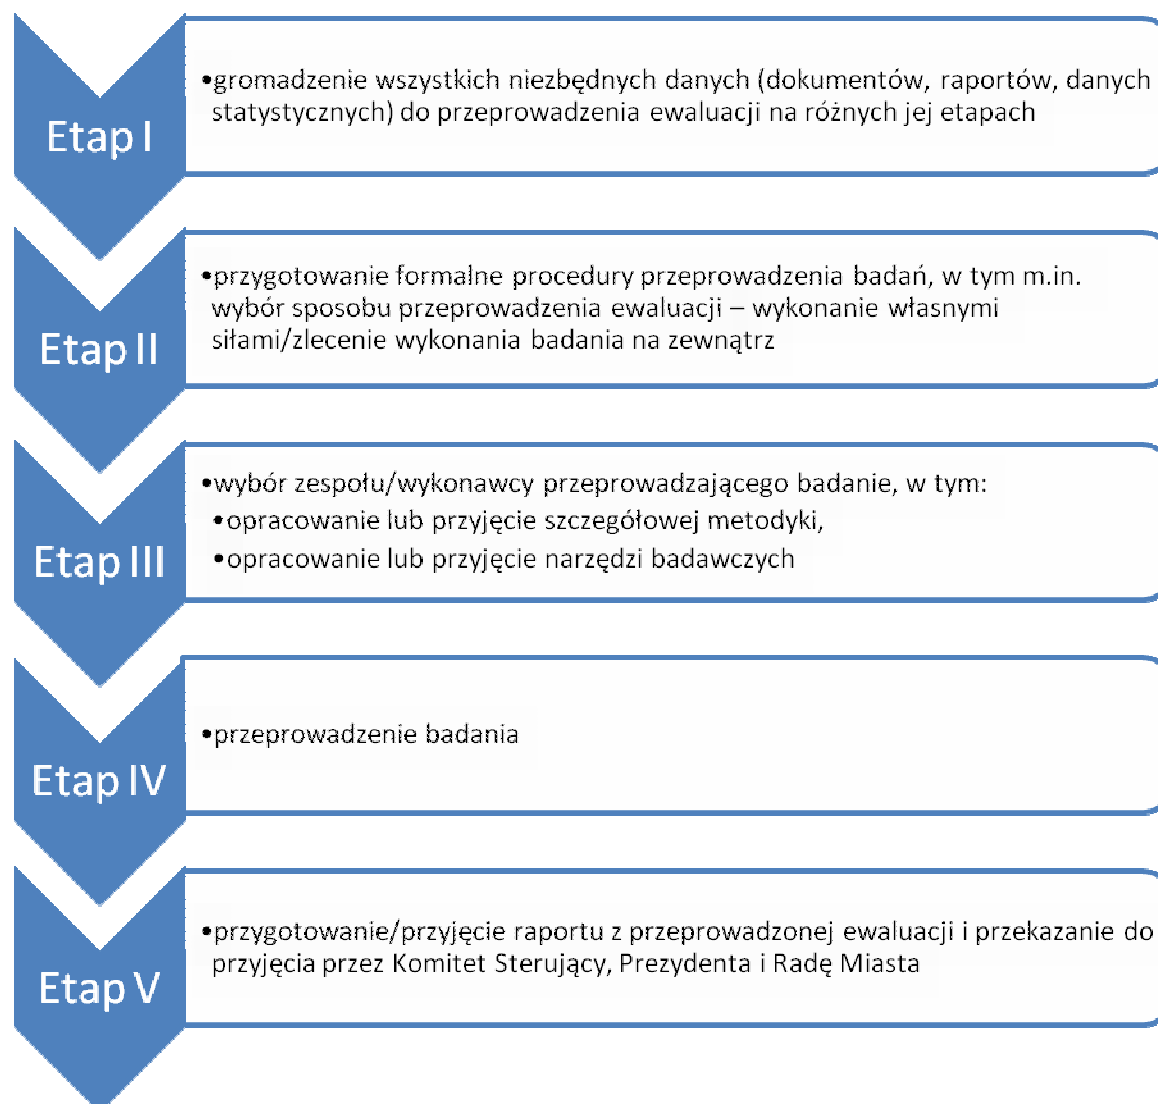 Etap I
•gromadzenie wszystkich niezbędnych danych (dokumentów, raportów, danych
statystycznych) do przeprowadzenia ewaluacji na różnych jej etapach
Etap II
•przygotowanie formalne procedury przeprowadzenia badań, w tym m.in.
wybór sposobu przeprowadzenia ewaluacji – wykonanie własnymi
siłami/zlecenie wykonania badania na zewnątrz
Etap III
•wybór zespołu/wykonawcy przeprowadzającego badanie, w tym:
•opracowanie lub przyjęcie szczegółowej metodyki,
•opracowanie lub przyjęcie narzędzi badawczych
Etap IV
•przeprowadzenie badania
Etap V
•przygotowanie/przyjęcie raportu z przeprowadzonej ewaluacji i przekazanie do
przyjęcia przez Komitet Sterujący, Prezydenta i Radę Miasta